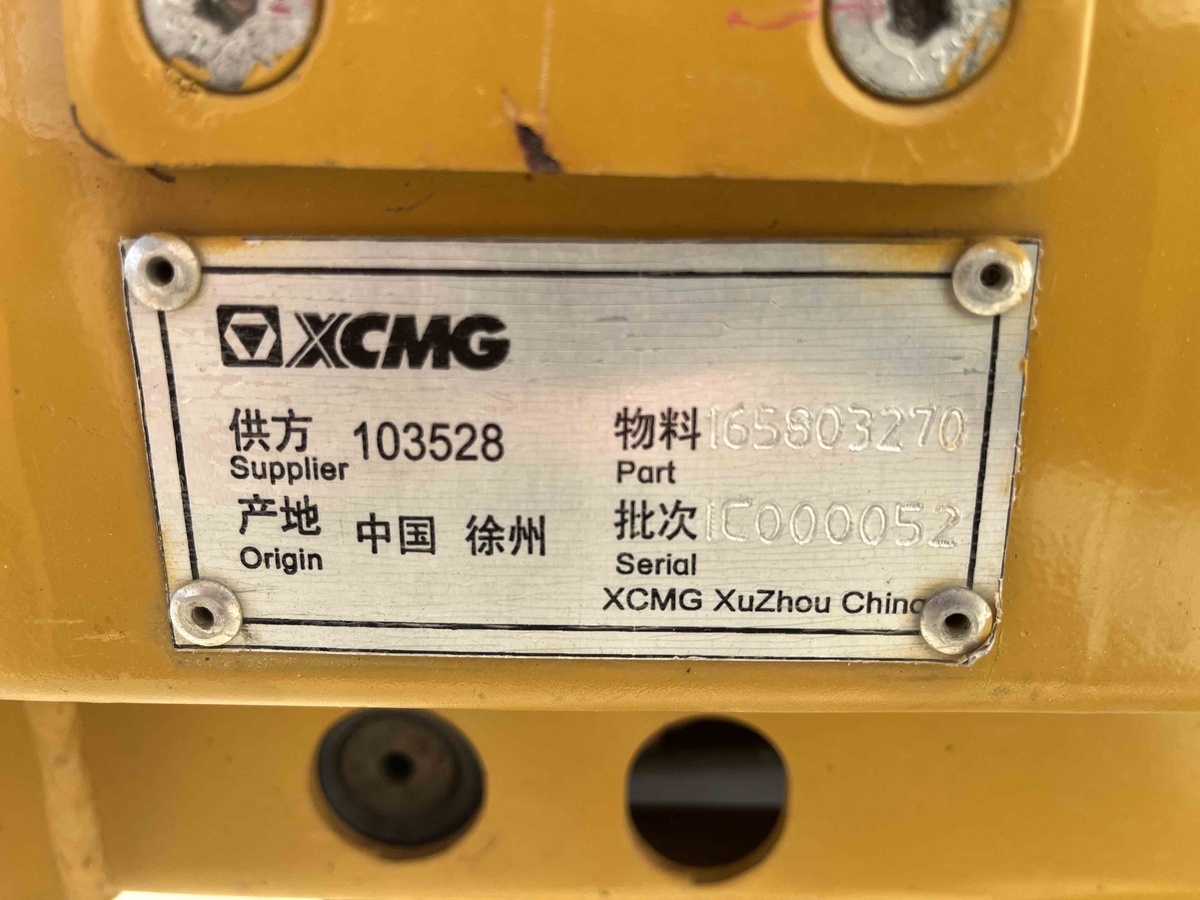 XCMG
供方 103528
Supplier
产地 中国 徐州
Origin
物料 165803270
Part
批次 1C000052
Serial
XCMG XuZhou China